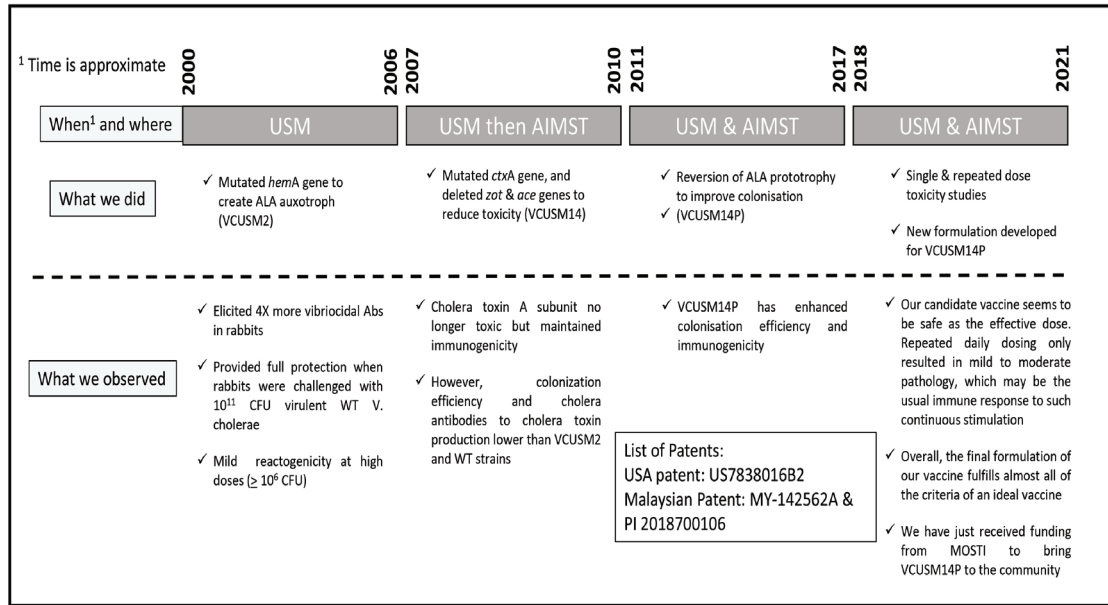 2000
2006
2007
2010
2011
2017
2018
2021
¹ Time is approximate
When¹ and where
USM
USM then AIMST
USM & AIMST
USM & AIMST
What we did
✓ Mutated hemA gene to
create ALA auxotroph
(VCUSM2)
✓ Mutated ctxA gene, and
deleted zot & ace genes to
reduce toxicity (VCUSM14)
✓ Reversion of ALA prototrophy
to improve colonisation
✓ (VCUSM14P)
✓ Single & repeated dose
toxicity studies
✓ New formulation developed
for VCUSM14P
What we observed
✓ Elicited 4X more vibriocidal Abs
in rabbits
✓ Provided full protection when
rabbits were challenged with
10¹¹ CFU virulent WT V.
cholerae
✓ Mild reactogenicity at high
doses (≥ 10⁶ CFU)
✓ Cholera toxin A subunit no
longer toxic but maintained
immunogenicity
✓ However, colonization
efficiency and cholera
antibodies to cholera toxin
production lower than VCUSM2
and WT strains
✓ VCUSM14P has enhanced
colonisation efficiency and
immunogenicity
List of Patents:
USA patent: US7838016B2
Malaysian Patent: MY-142562A &
PI 2018700106
✓ Our candidate vaccine seems to
be safe as the effective dose.
Repeated daily dosing only
resulted in mild to moderate
pathology, which may be the
usual immune response to such
continuous stimulation
✓ Overall, the final formulation of
our vaccine fulfills almost all of
the criteria of an ideal vaccine
✓ We have just received funding
from MOSTI to bring
VCUSM14P to the community